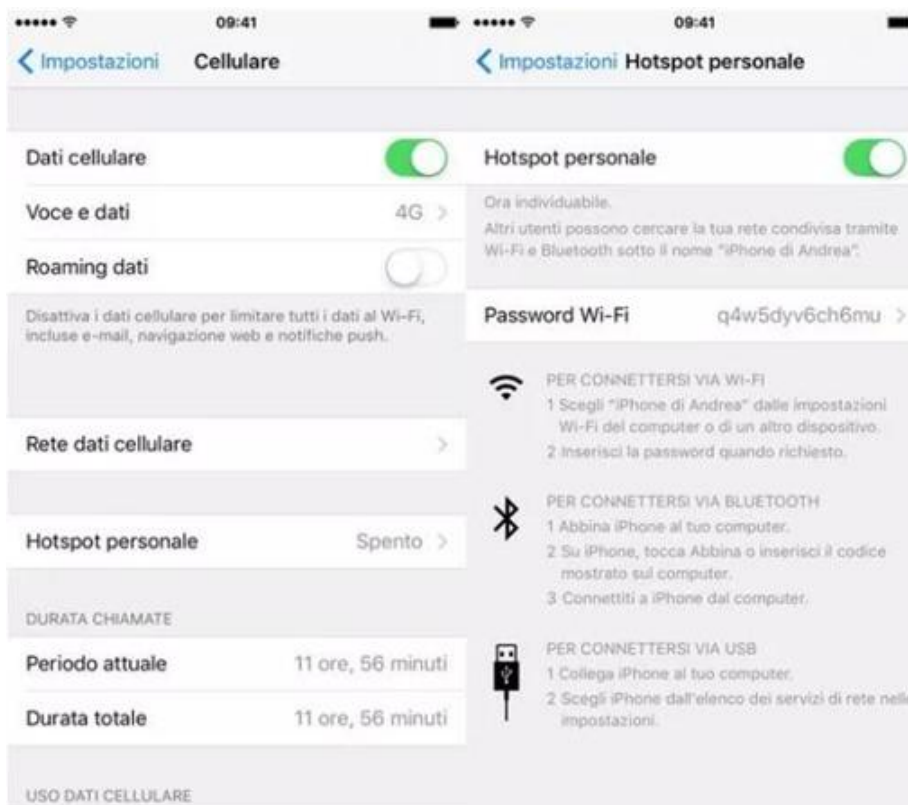 09:41
Impostazioni Cellulare
Dati cellulare
Voce e dati 4G
Roaming dati
Disattiva i dati cellulare per limitare tutti i dati al Wi-Fi,
incluse e-mail, navigazione web e notifiche push.
Rete dati cellulare
Hotspot personale Spento
DURATA CHIAMATE
Periodo attuale 11 ore, 56 minuti
Durata totale 11 ore, 56 minuti
USO DATI CELLULARE
09:41
Impostazioni Hotspot personale
Hotspot personale
Ora individuabile.
Altri utenti possono cercare la tua rete condivisa tramite
Wi-Fi e Bluetooth sotto il nome "iPhone di Andrea".
Password Wi-Fi q4w5dyv6ch6mu
PER CONNETTERSI VIA WI-FI
1 Scegli "iPhone di Andrea" dalle impostazioni
Wi-Fi del computer o di un altro dispositivo.
2 Inserisci la password quando richiesto.
PER CONNETTERSI VIA BLUETOOTH
1 Abbina iPhone al tuo computer.
2 Su iPhone, tocca Abbina o inserisci il codice
mostrato sul computer.
3 Connettiti a iPhone dal computer.
PER CONNETTERSI VIA USB
1 Collega iPhone al tuo computer.
2 Scegli iPhone dall'elenco dei servizi di rete nelle
impostazioni.